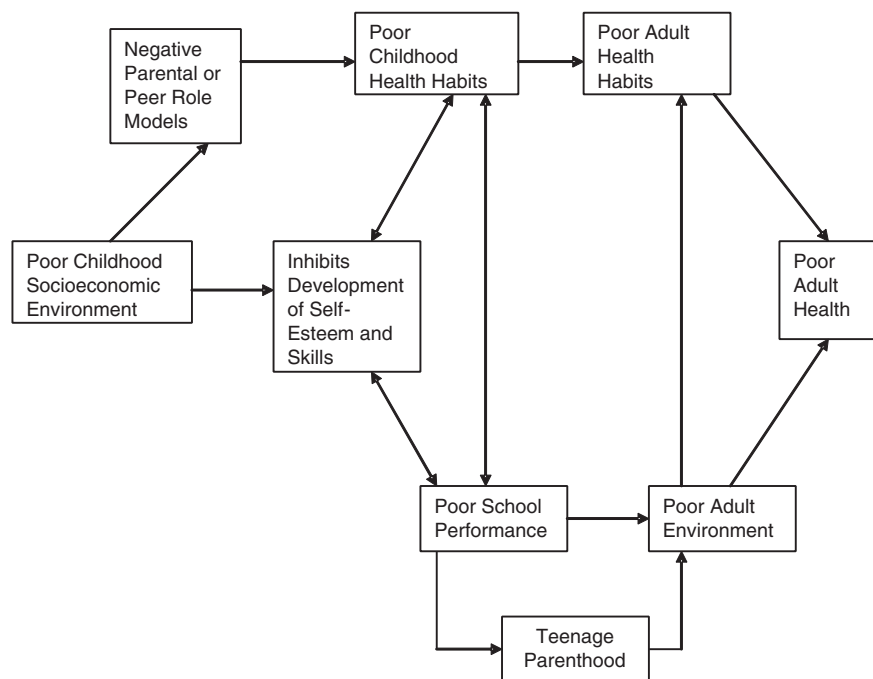 Negative
Parental or
Peer Role
Models
Poor
Childhood
Health Habits
Poor Adult
Health
Habits
Poor Childhood
Socioeconomic
Environment
Inhibits
Development
of Self-
Esteem and
Skills
Poor
Adult
Health
Poor School
Performance
Poor Adult
Environment
Teenage
Parenthood